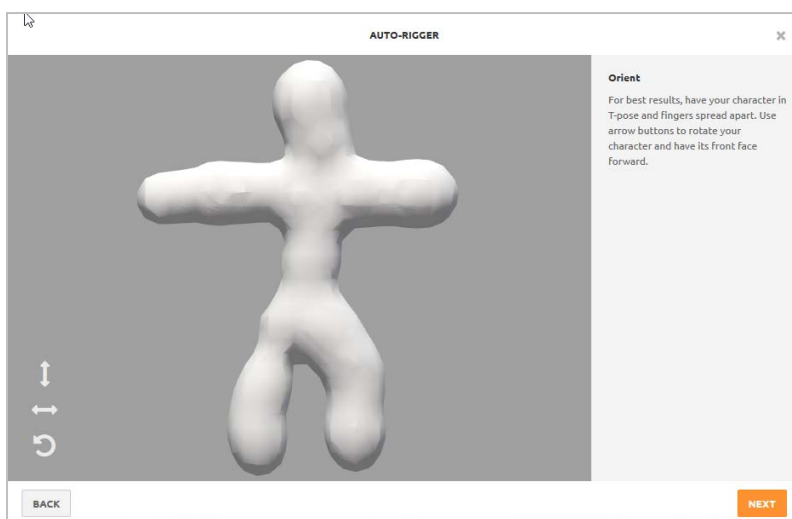 AUTO-RIGGER
Orient
For best results, have your character in
T-pose and fingers spread apart. Use
arrow buttons to rotate your
character and have its front face
forward.
BACK
NEXT